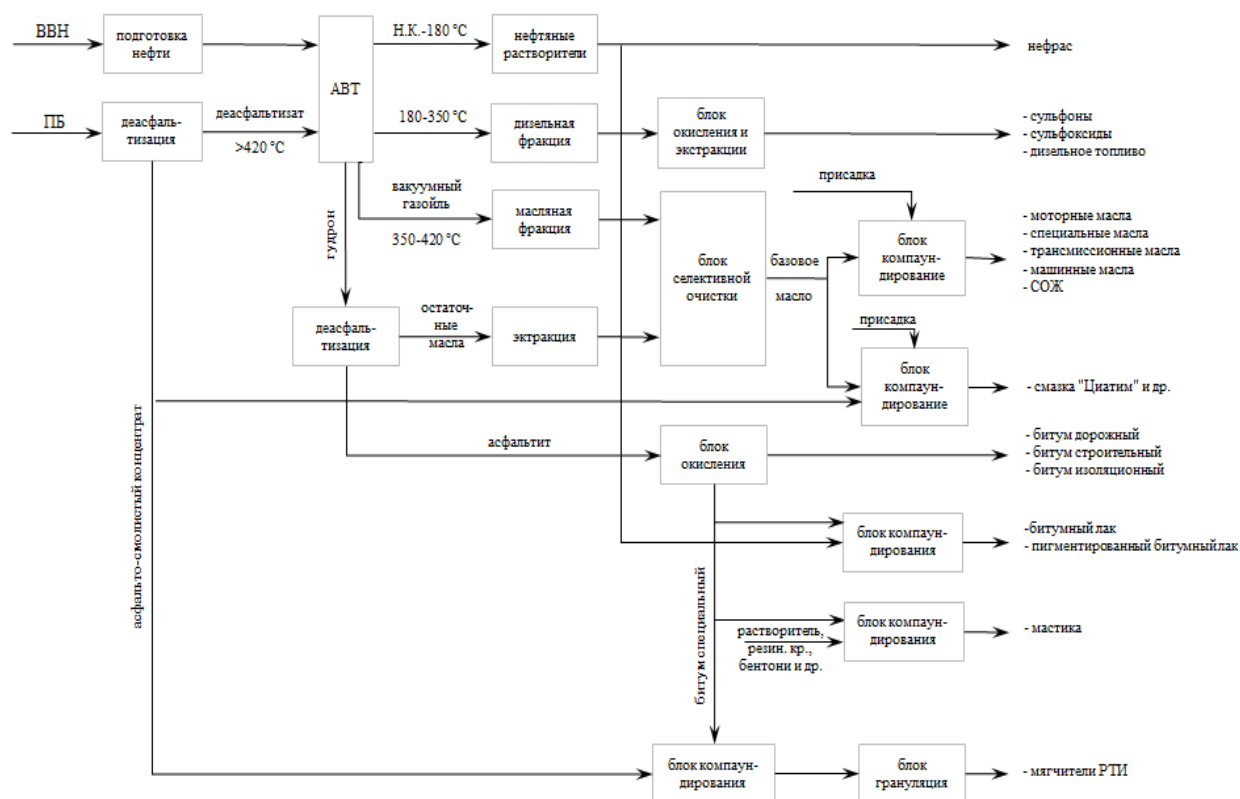 ВВН
подготовка
нефти
АВТ
Н.К.-180 °С
нефтяные
растворители
нефрас
ПБ
деасфаль-
тизация
деасфальтизат
>420 °С
180-350 °С
дизельная
фракция
блок
окисления и
экстракции
- сульфоны
- сульфоксиды
- дизельное топливо
гудрон
вакуумный
газойль
350-420 °С
масляная
фракция
блок
селективной
очистки
базовое
масло
присадка
блок
компаун-
дирование
- моторные масла
- специальные масла
- трансмиссионные масла
- машинные масла
- СОЖ
деасфаль-
тизация
остаточ-
ные
масла
эктракция
присадка
блок
компаун-
дирование
- смазка "Циатим" и др.
асфальто-смолистый концентрат
асфальтит
блок
окисления
- битум дорожный
- битум строительный
- битум изоляционный
блок компаун-
дирования
-битумный лак
- пигментированный битумный лак
битум специальный
растворитель,
резин. кр.,
бентони и др.
блок компаун-
дирования
- мастика
блок компаун-
дирования
блок
грануляция
- мягчители РТИ